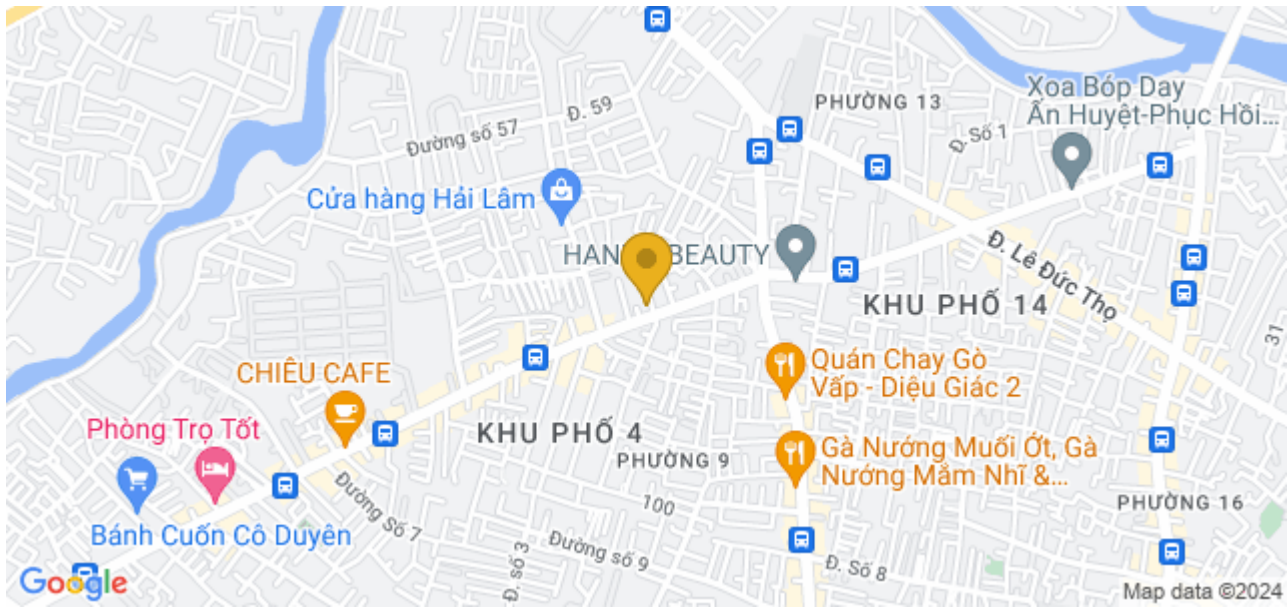 PHƯỜNG 13
Xoa Bóp Day
Ấn Huyệt-Phục Hồi...
Đ. 59
Đường số 57
Đ. Số 1
Cửa hàng Hải Lâm
BEAUTY
Đ. Lê Đức Thọ
KHU PHỐ 14
31
CHIÊU CAFE
Quán Chay Gò
Vấp - Diệu Giác 2
Phòng Trọ Tốt
KHU PHỐ 4
PHƯỜNG 9
Gà Nướng Muối Ớt, Gà
Nướng Mắm Nhĩ &...
100
PHƯỜNG 16
Bánh Cuốn Cô Duyên
Đường Số 7
Đ. số 3
Đường số 9
Đ. Số 8
Google
Map data ©2024